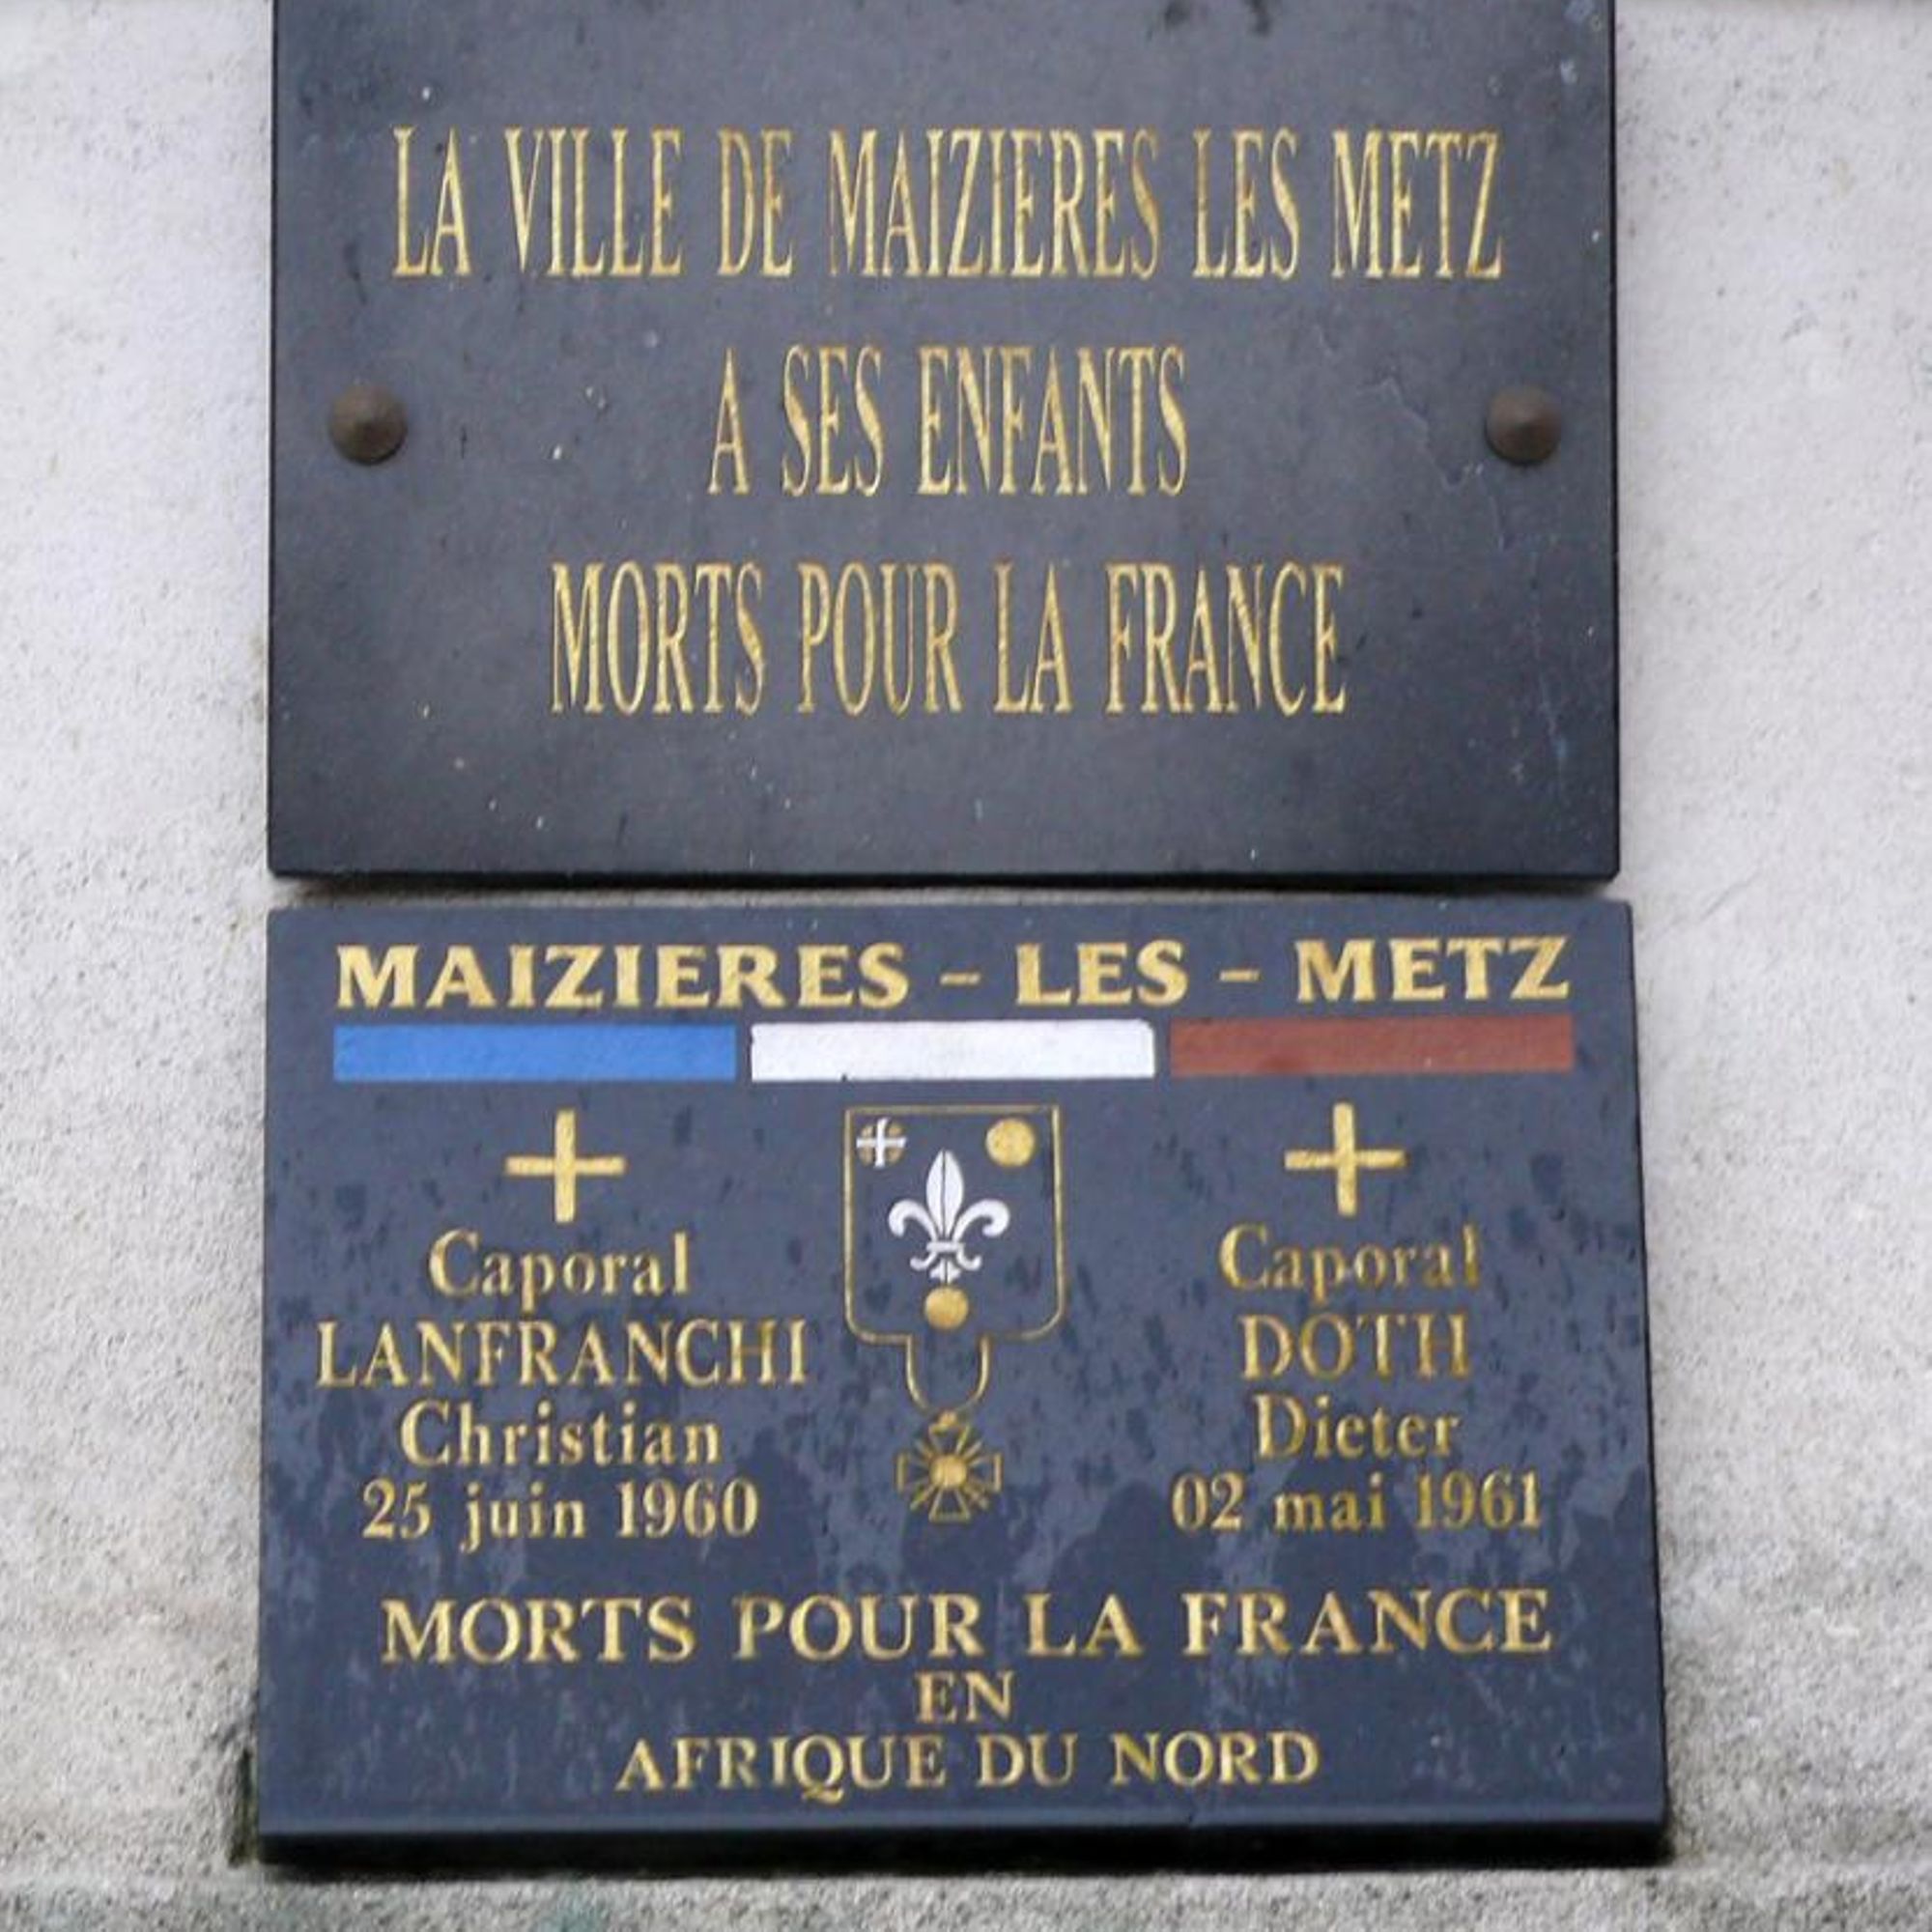 LA VILLE DE MAIZIERES LES METZ
A SES ENFANTS
MORTS POUR LA FRANCE
MAIZIERES - LES - METZ
Caporal
LANFRANCHI
Christian
25 juin 1960
Caporal
DOTH
Dieter
02 mai 1961
MORTS POUR LA FRANCE
EN
AFRIQUE DU NORD